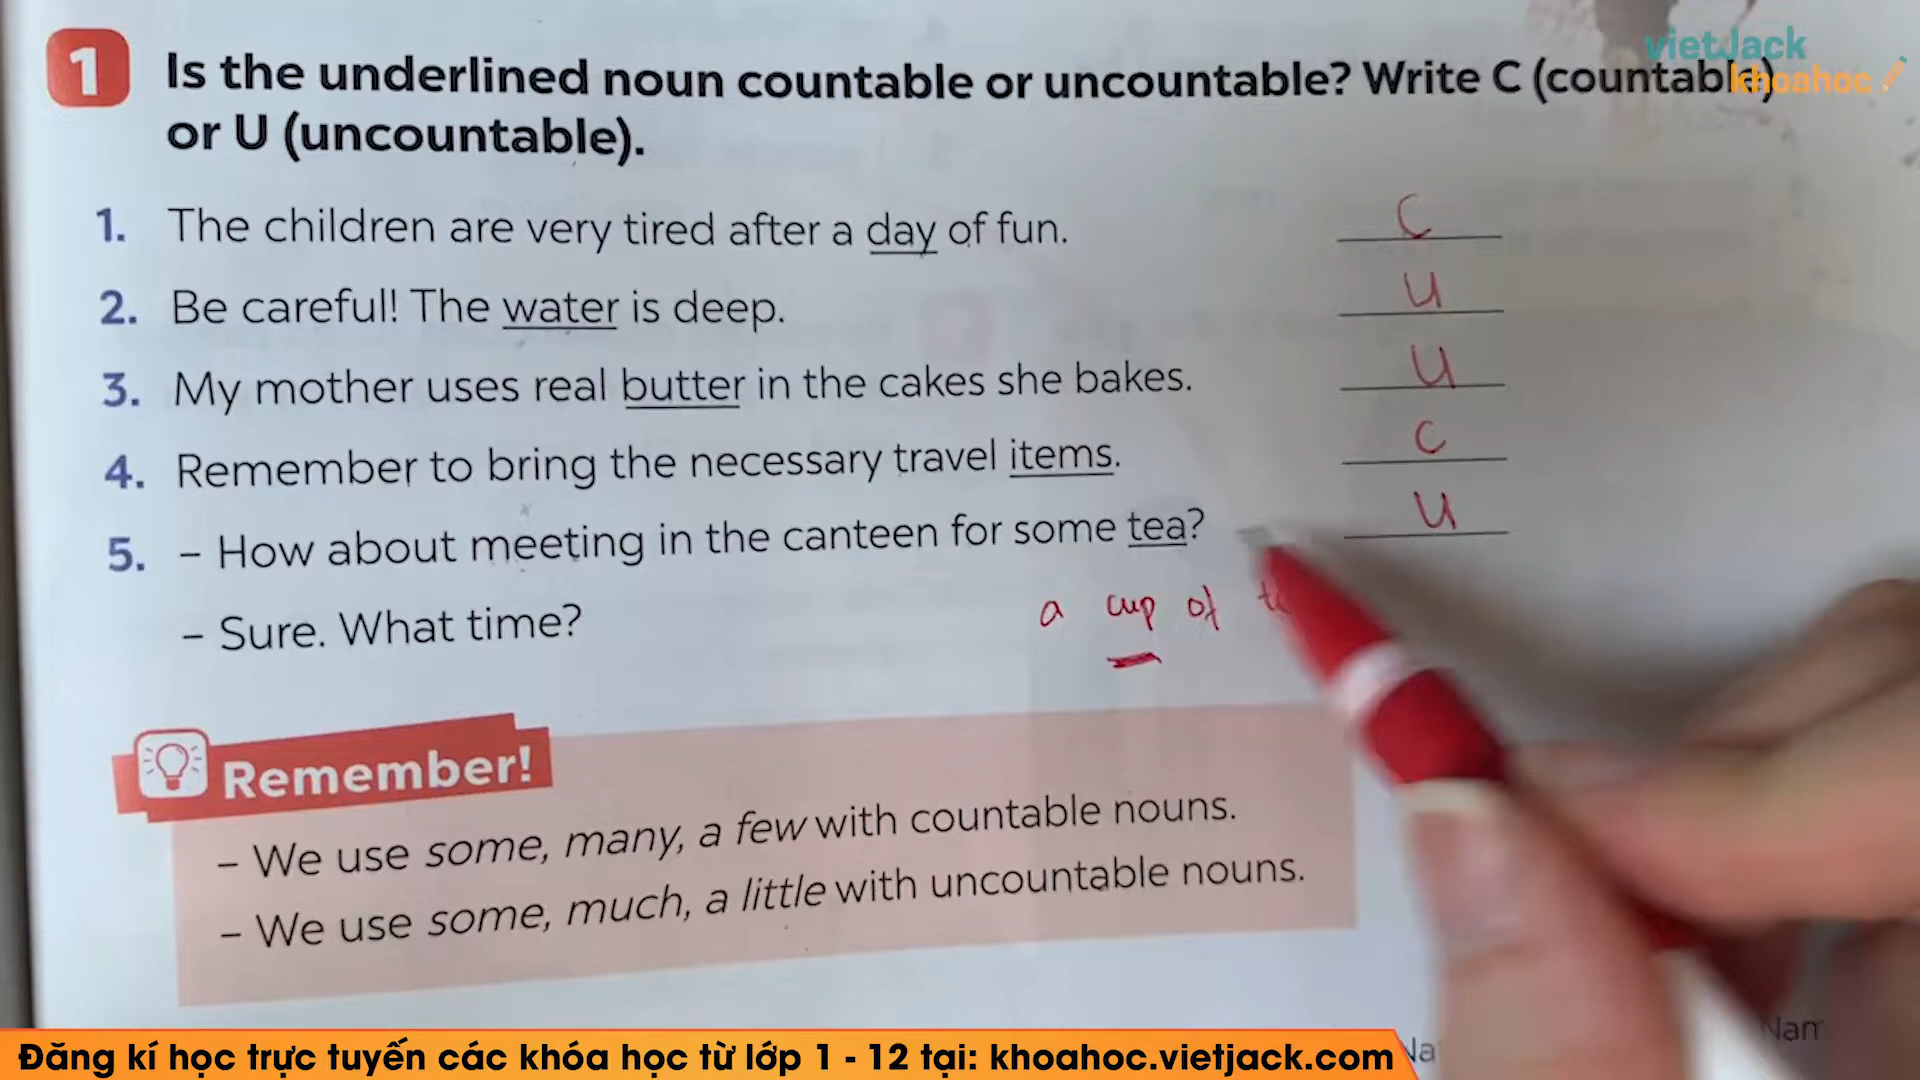 vietJack
khoahoc
1 Is the underlined noun countable or uncountable? Write C (countable)
or U (uncountable).
1. The children are very tired after a day of fun. C
2. Be careful! The water is deep. U
3. My mother uses real butter in the cakes she bakes. U
4. Remember to bring the necessary travel items. C
5. – How about meeting in the canteen for some tea? U
a cup of
– Sure. What time?
Remember!
– We use some, many, a few with countable nouns.
– We use some, much, a little with uncountable nouns.
Đăng kí học trực tuyến các khóa học từ lớp 1 - 12 tại: khoahoc.vietjack.com